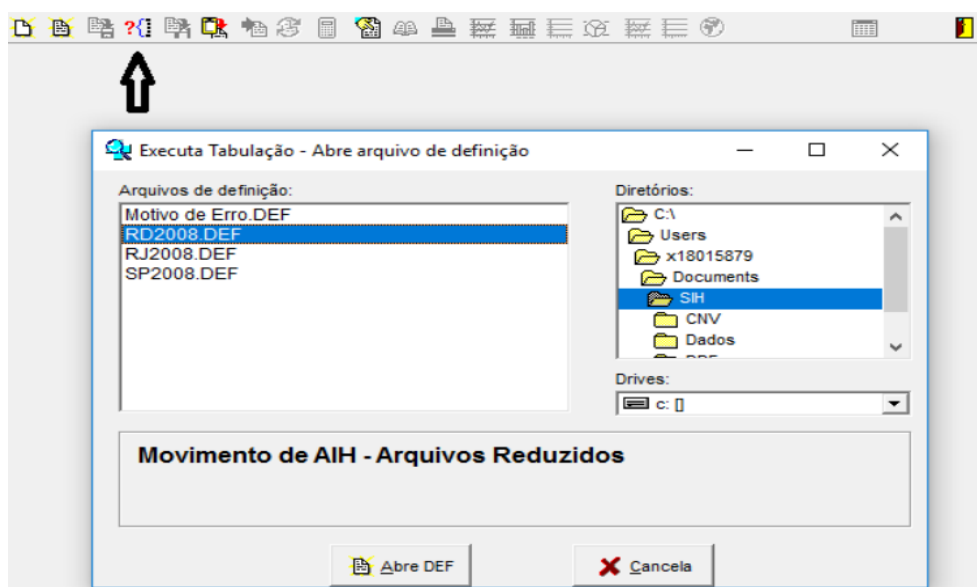 ?{
Executa Tabulação - Abre arquivo de definição
Arquivos de definição:
Motivo de Erro.DEF
RD2008.DEF
RJ2008.DEF
SP2008.DEF
Diretórios:
C:\
Users
x18015879
Documents
SIH
CNV
Dados
Drives:
c: []
Movimento de AIH - Arquivos Reduzidos
Abre DEF
Cancela